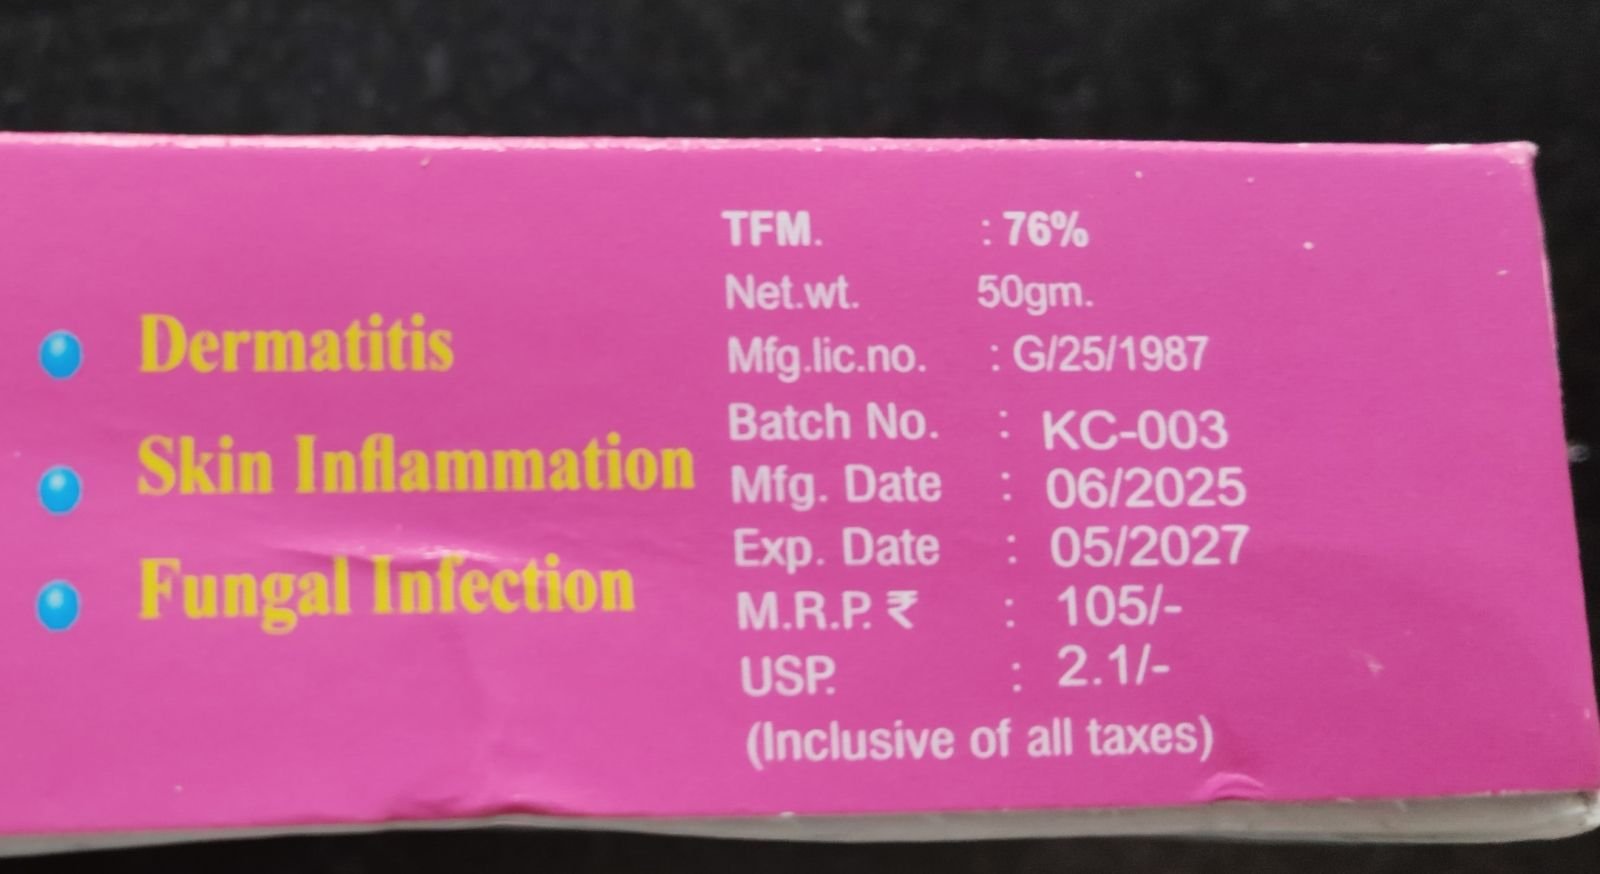 Dermatitis
Skin Inflammation
Fungal Infection
TFM. : 76%
Net.wt. 50gm.
Mfg.lic.no. : G/25/1987
Batch No. : KC-003
Mfg. Date : 06/2025
Exp. Date : 05/2027
M.R.P. ₹ : 105/-
USP. : 2.1/-
(Inclusive of all taxes)